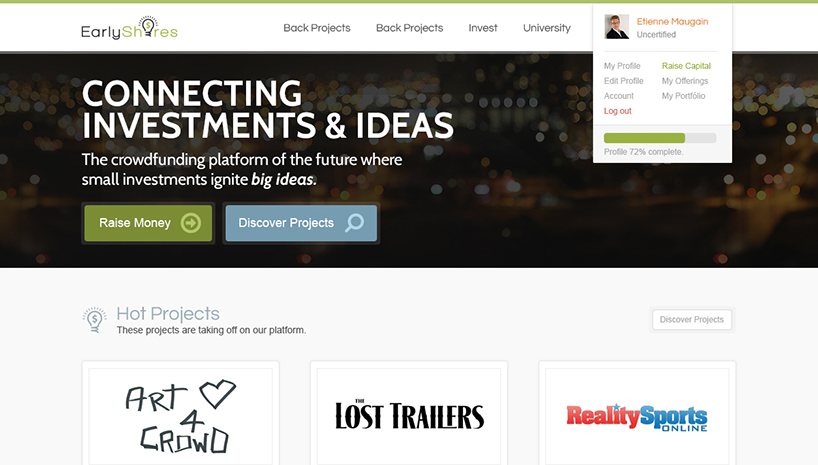 EarlyShares
Back Projects
Back Projects
Invest
University
Etienne Maugain
Uncertified
My Profile
Raise Capital
Edit Profile
My Offerings
Account
My Portfólio
Log out
Profile 72% complete.
CONNECTING
INVESTMENTS & IDEAS
The crowdfunding platform of the future where
small investments ignite big ideas.
Raise Money
Discover Projects
$ Hot Projects
These projects are taking off on our platform.
Discover Projects
ART
4
CROWD
THE
LOST TRAILERS
RealitySports
ONLINE